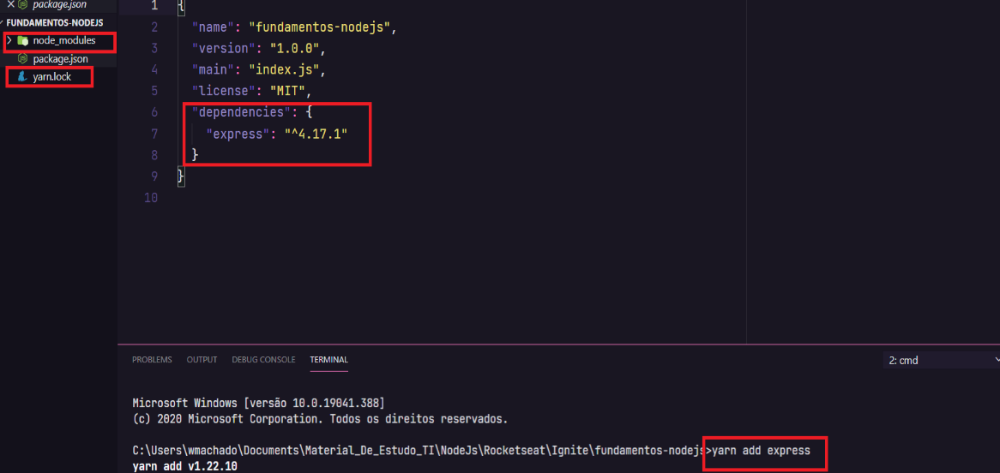 package.json
FUNDAMENTOS-NODEJS
node_modules
package.json
yarn.lock
1 {
2 "name": "fundamentos-nodejs",
3 "version": "1.0.0",
4 "main": "index.js",
5 "license": "MIT",
6 "dependencies": {
7 "express": "^4.17.1"
8 }
9 }
10
PROBLEMS OUTPUT DEBUG CONSOLE TERMINAL 2: cmd
Microsoft Windows [versão 10.0.19041.388]
(c) 2020 Microsoft Corporation. Todos os direitos reservados.
C:\Users\wmachado\Documents\Material_De_Estudo_TI\NodeJs\Rocketseat\Ignite\fundamentos-nodejs>yarn add express
yarn add v1.22.10